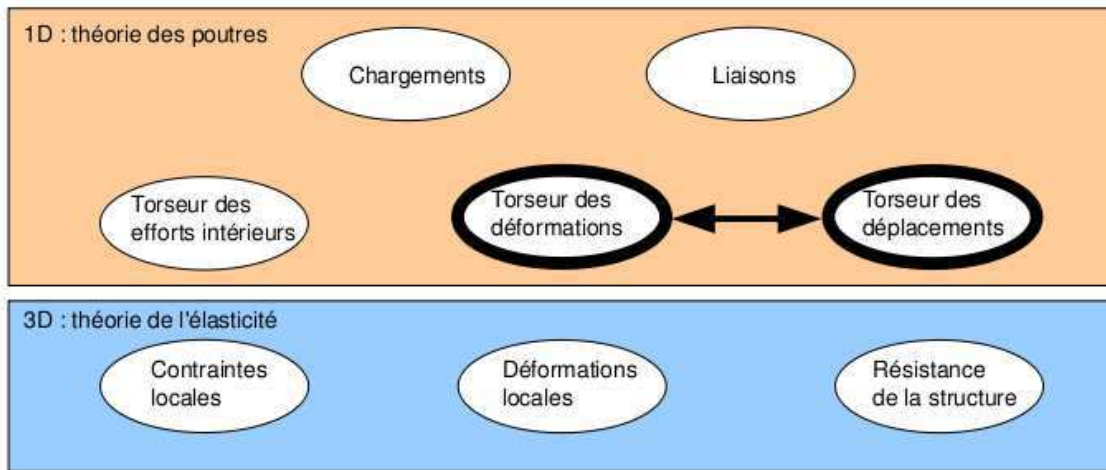 1D : théorie des poutres
Chargements
Liaisons
Torseur des
efforts intérieurs
Torseur des
déformations
Torseur des
déplacements
3D : théorie de l'élasticité
Contraintes
locales
Déformations
locales
Résistance
de la structure